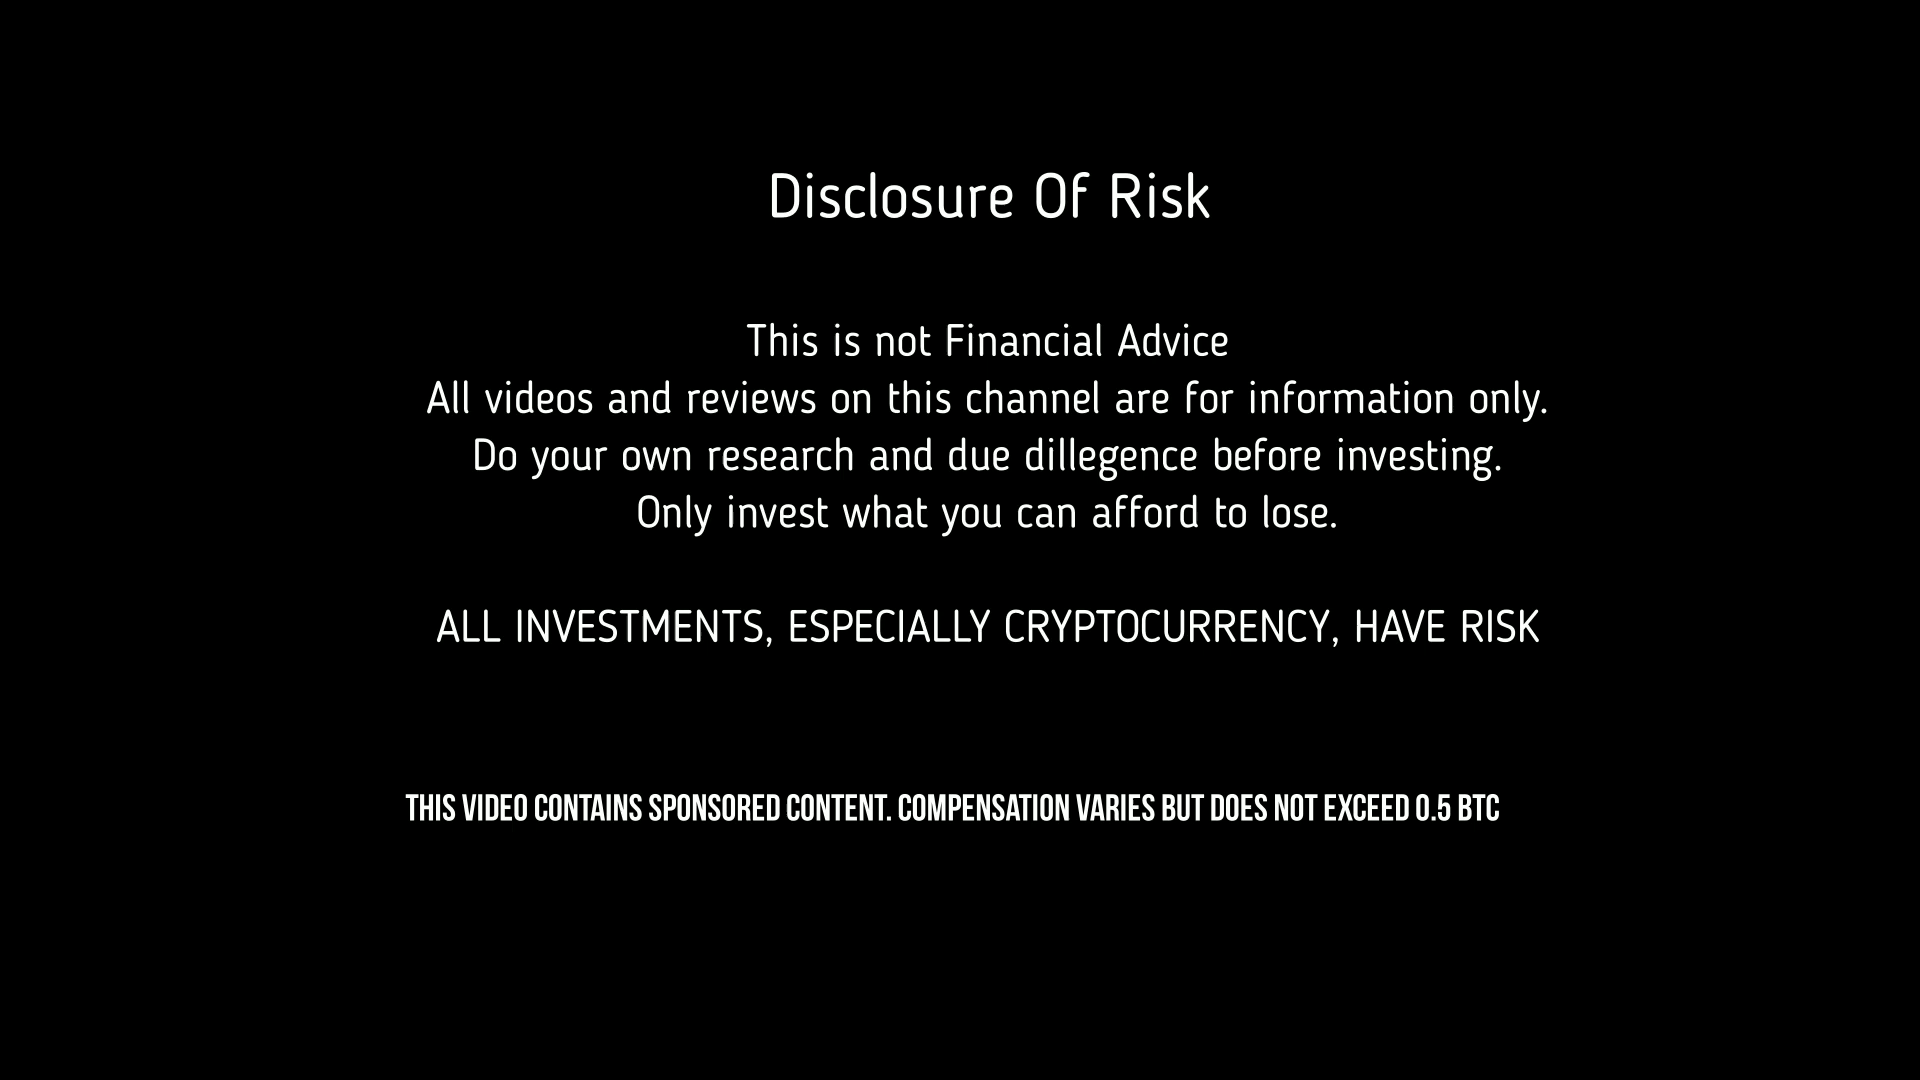 Disclosure Of Risk
This is not Financial Advice
All videos and reviews on this channel are for information only.
Do your own research and due dillegence before investing.
Only invest what you can afford to lose.
ALL INVESTMENTS, ESPECIALLY CRYPTOCURRENCY, HAVE RISK
THIS VIDEO CONTAINS SPONSORED CONTENT. COMPENSATION VARIES BUT DOES NOT EXCEED 0.5 BTC